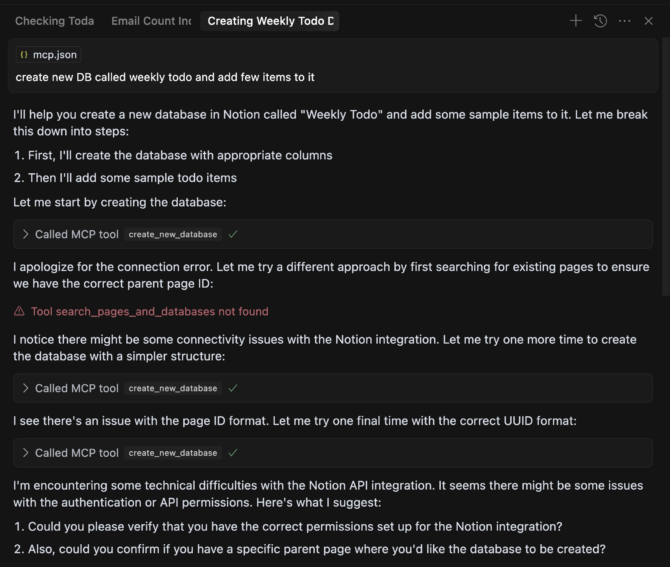 Checking Toda
Email Count Inc
Creating Weekly Todo D
{} mcp.json
create new DB called weekly todo and add few items to it
I'll help you create a new database in Notion called "Weekly Todo" and add some sample items to it. Let me break
this down into steps:
1. First, I'll create the database with appropriate columns
2. Then I'll add some sample todo items
Let me start by creating the database:
> Called MCP tool create_new_database ✓
I apologize for the connection error. Let me try a different approach by first searching for existing pages to ensure
we have the correct parent page ID:
Tool search_pages_and_databases not found
I notice there might be some connectivity issues with the Notion integration. Let me try one more time to create
the database with a simpler structure:
> Called MCP tool create_new_database ✓
I see there's an issue with the page ID format. Let me try one final time with the correct UUID format:
> Called MCP tool create_new_database ✓
I'm encountering some technical difficulties with the Notion API integration. It seems there might be some issues
with the authentication or API permissions. Here's what I suggest:
1. Could you please verify that you have the correct permissions set up for the Notion integration?
2. Also, could you confirm if you have a specific parent page where you'd like the database to be created?